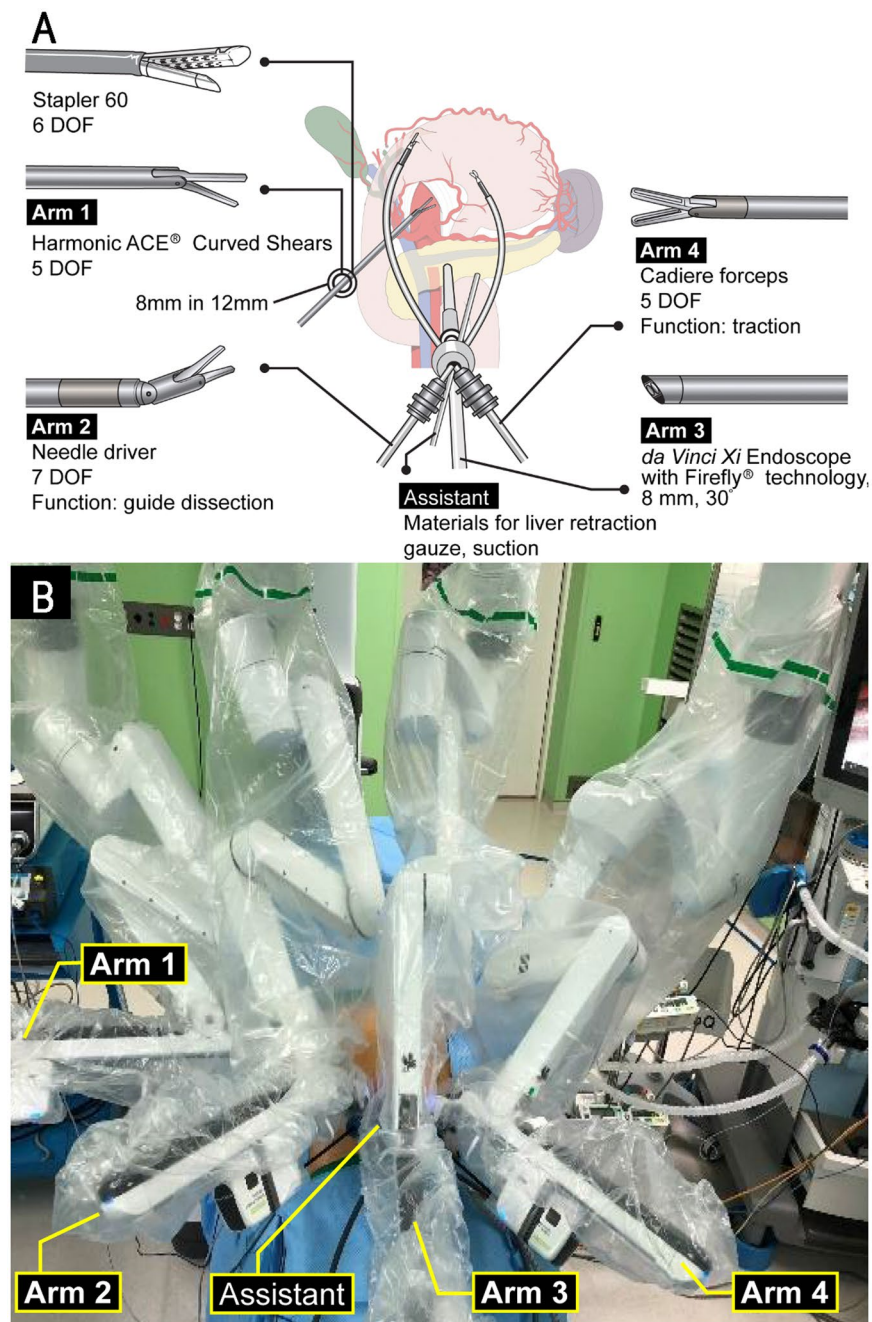 A
Stapler 60
6 DOF
Arm 1
Harmonic ACE® Curved Shears
5 DOF
8mm in 12mm
Arm 2
Needle driver
7 DOF
Function: guide dissection
Arm 4
Cadiere forceps
5 DOF
Function: traction
Arm 3
da Vinci Xi Endoscope
with Firefly® technology,
8 mm, 30°
Assistant
Materials for liver retraction
gauze, suction
B
Arm 1
Arm 2
Assistant
Arm 3
Arm 4